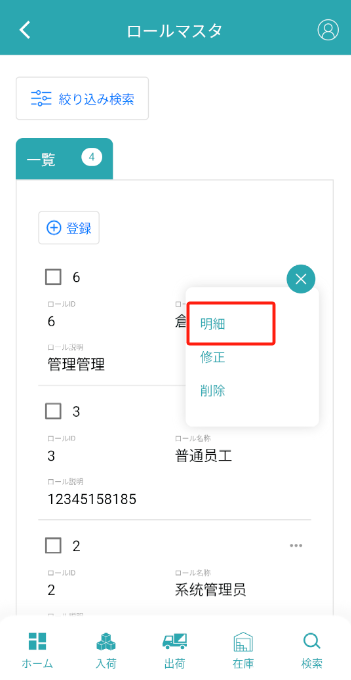 ロールマスタ
絞り込み検索
一覧 4
登録
6
ロールID
6
倉
ロール説明
管理管理
明細
修正
削除
3
ロールID ロール名称
3 普通员工
ロール説明
12345158185
2 ...
ロールID ロール名称
2 系统管理员
ホーム 入荷 出荷 在庫 検索